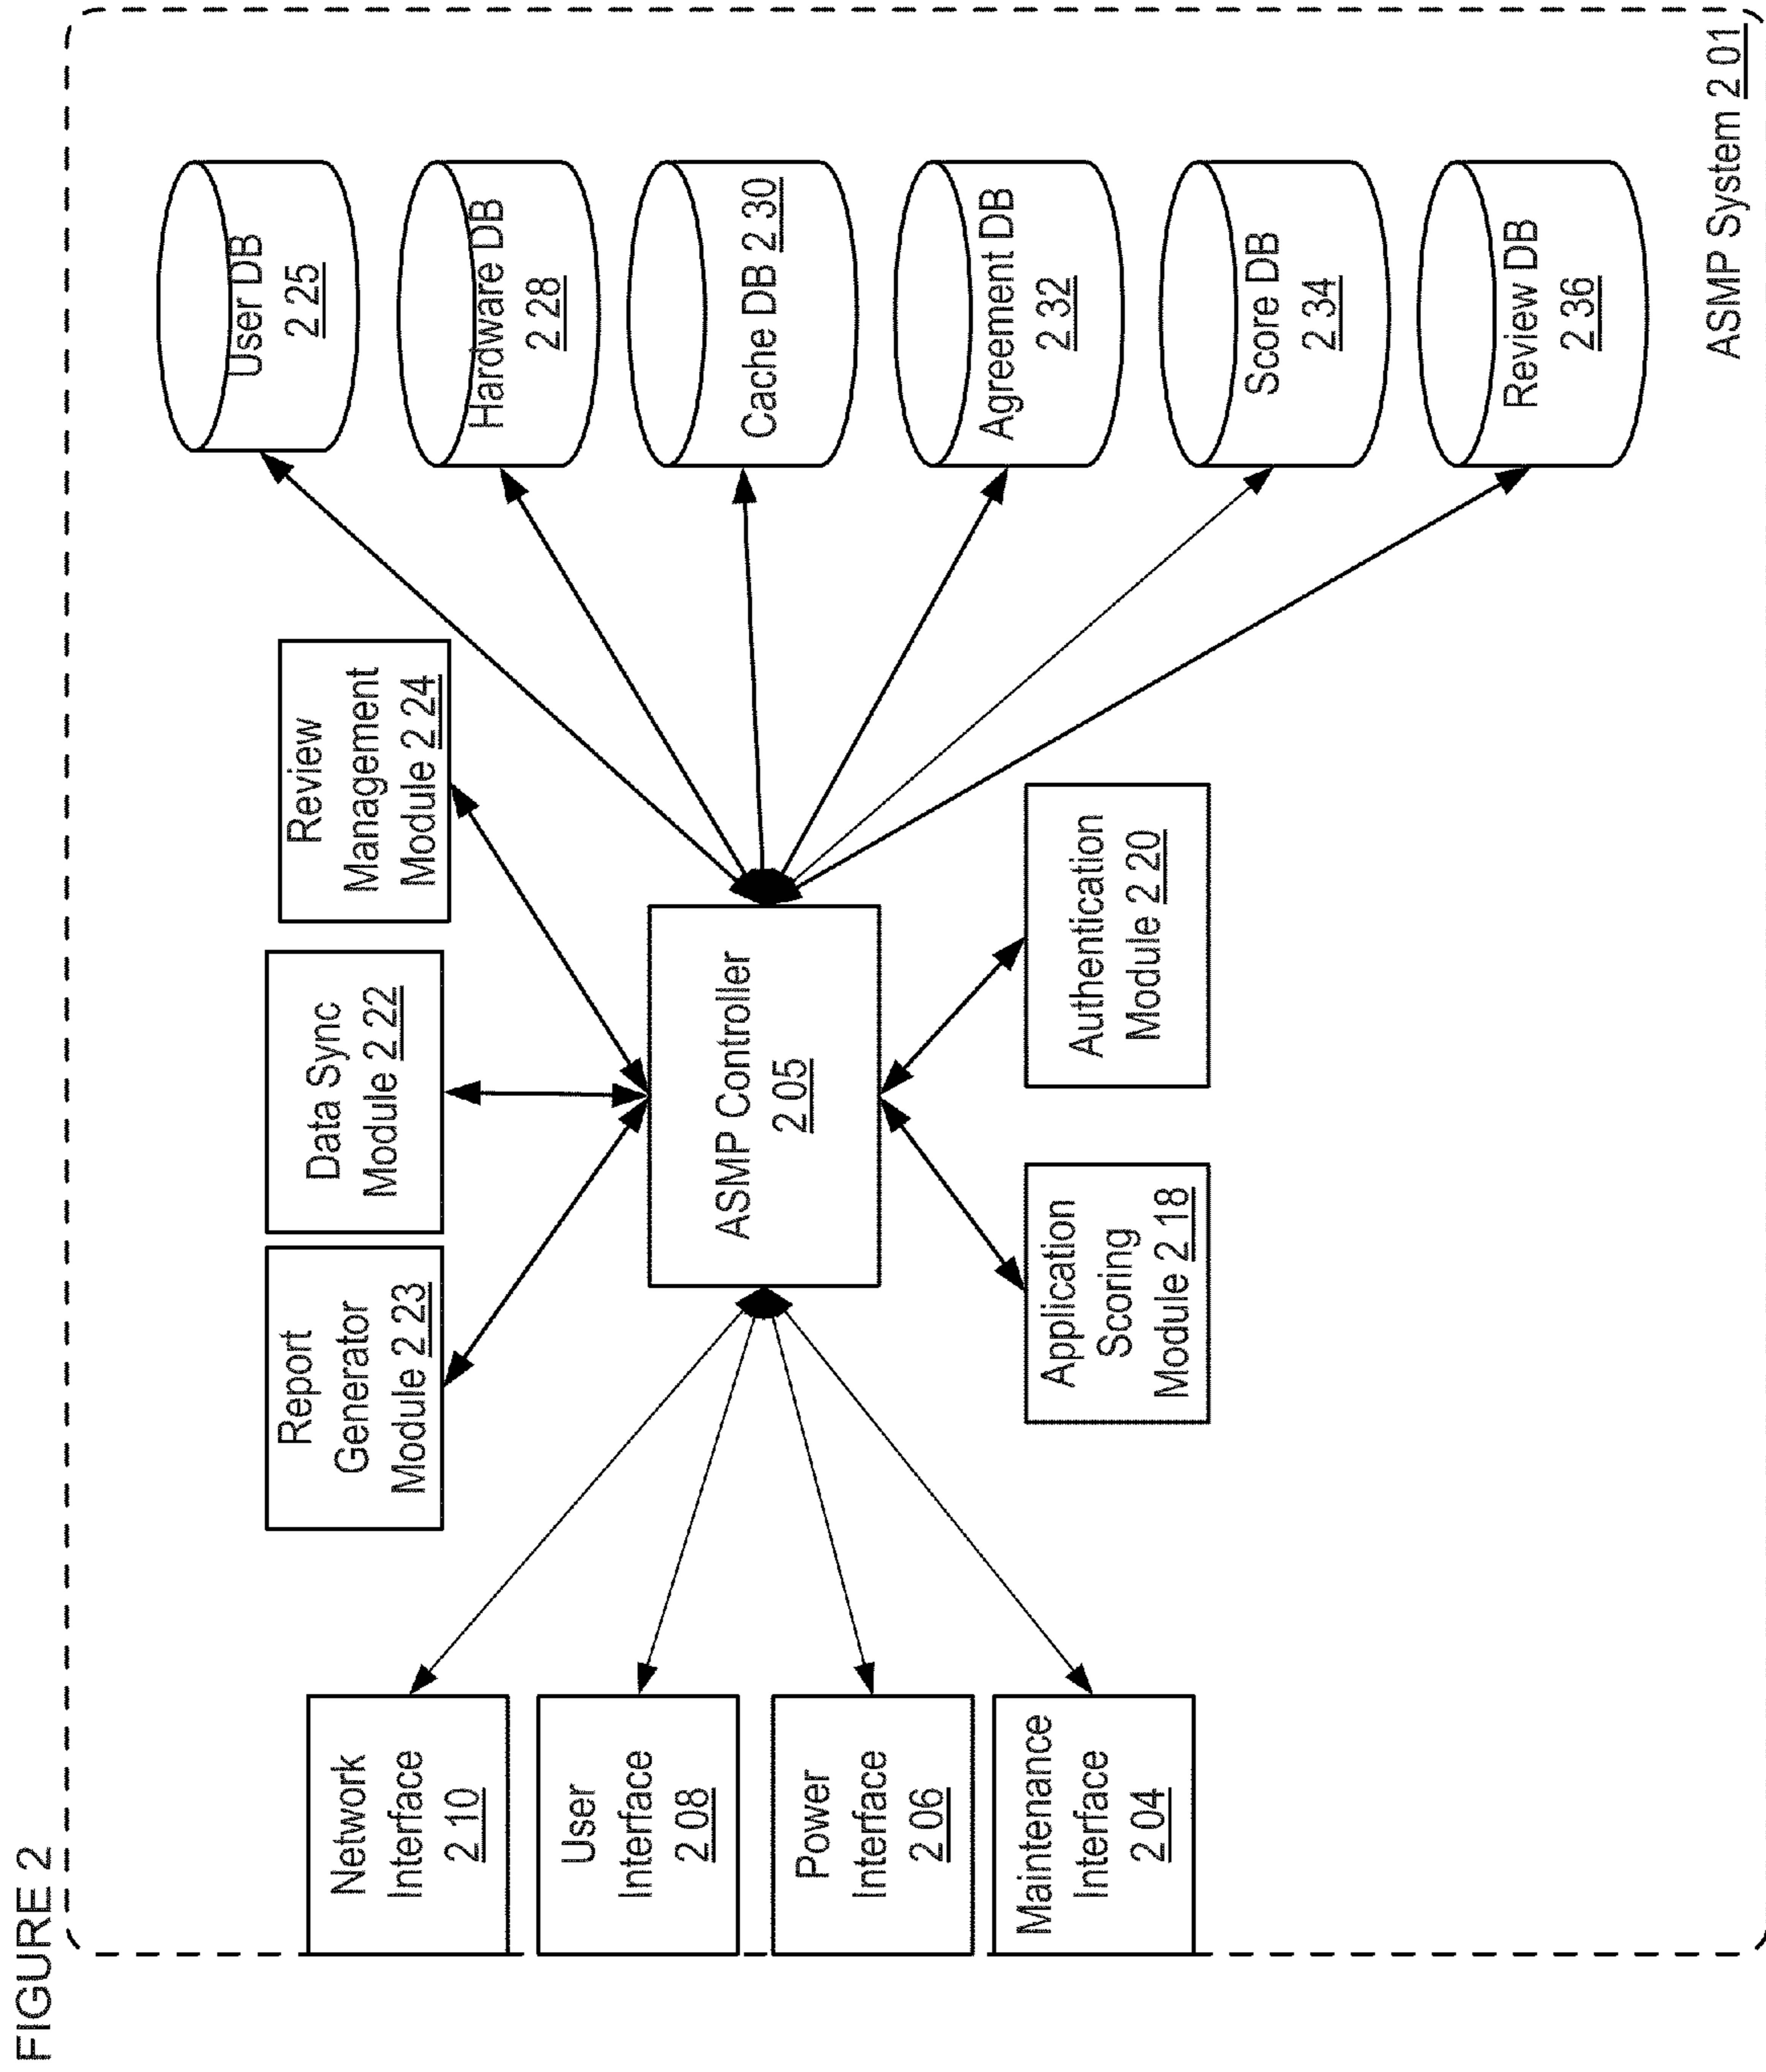 FIGURE 2
Network
Interface
2 10
User
Interface
2 08
Power
Interface
2 06
Maintenance
Interface
2 04
Report
Generator
Module 2 23
Data Sync
Module 2 22
Review
Management
Module 2 24
ASMP Controller
2 05
Application
Scoring
Module 2 18
Authentication
Module 2 20
User DB
2 25
Hardware DB
2 28
Cache DB 2 30
Agreement DB
2 32
Score DB
2 34
Review DB
2 36
ASMP System 2 01